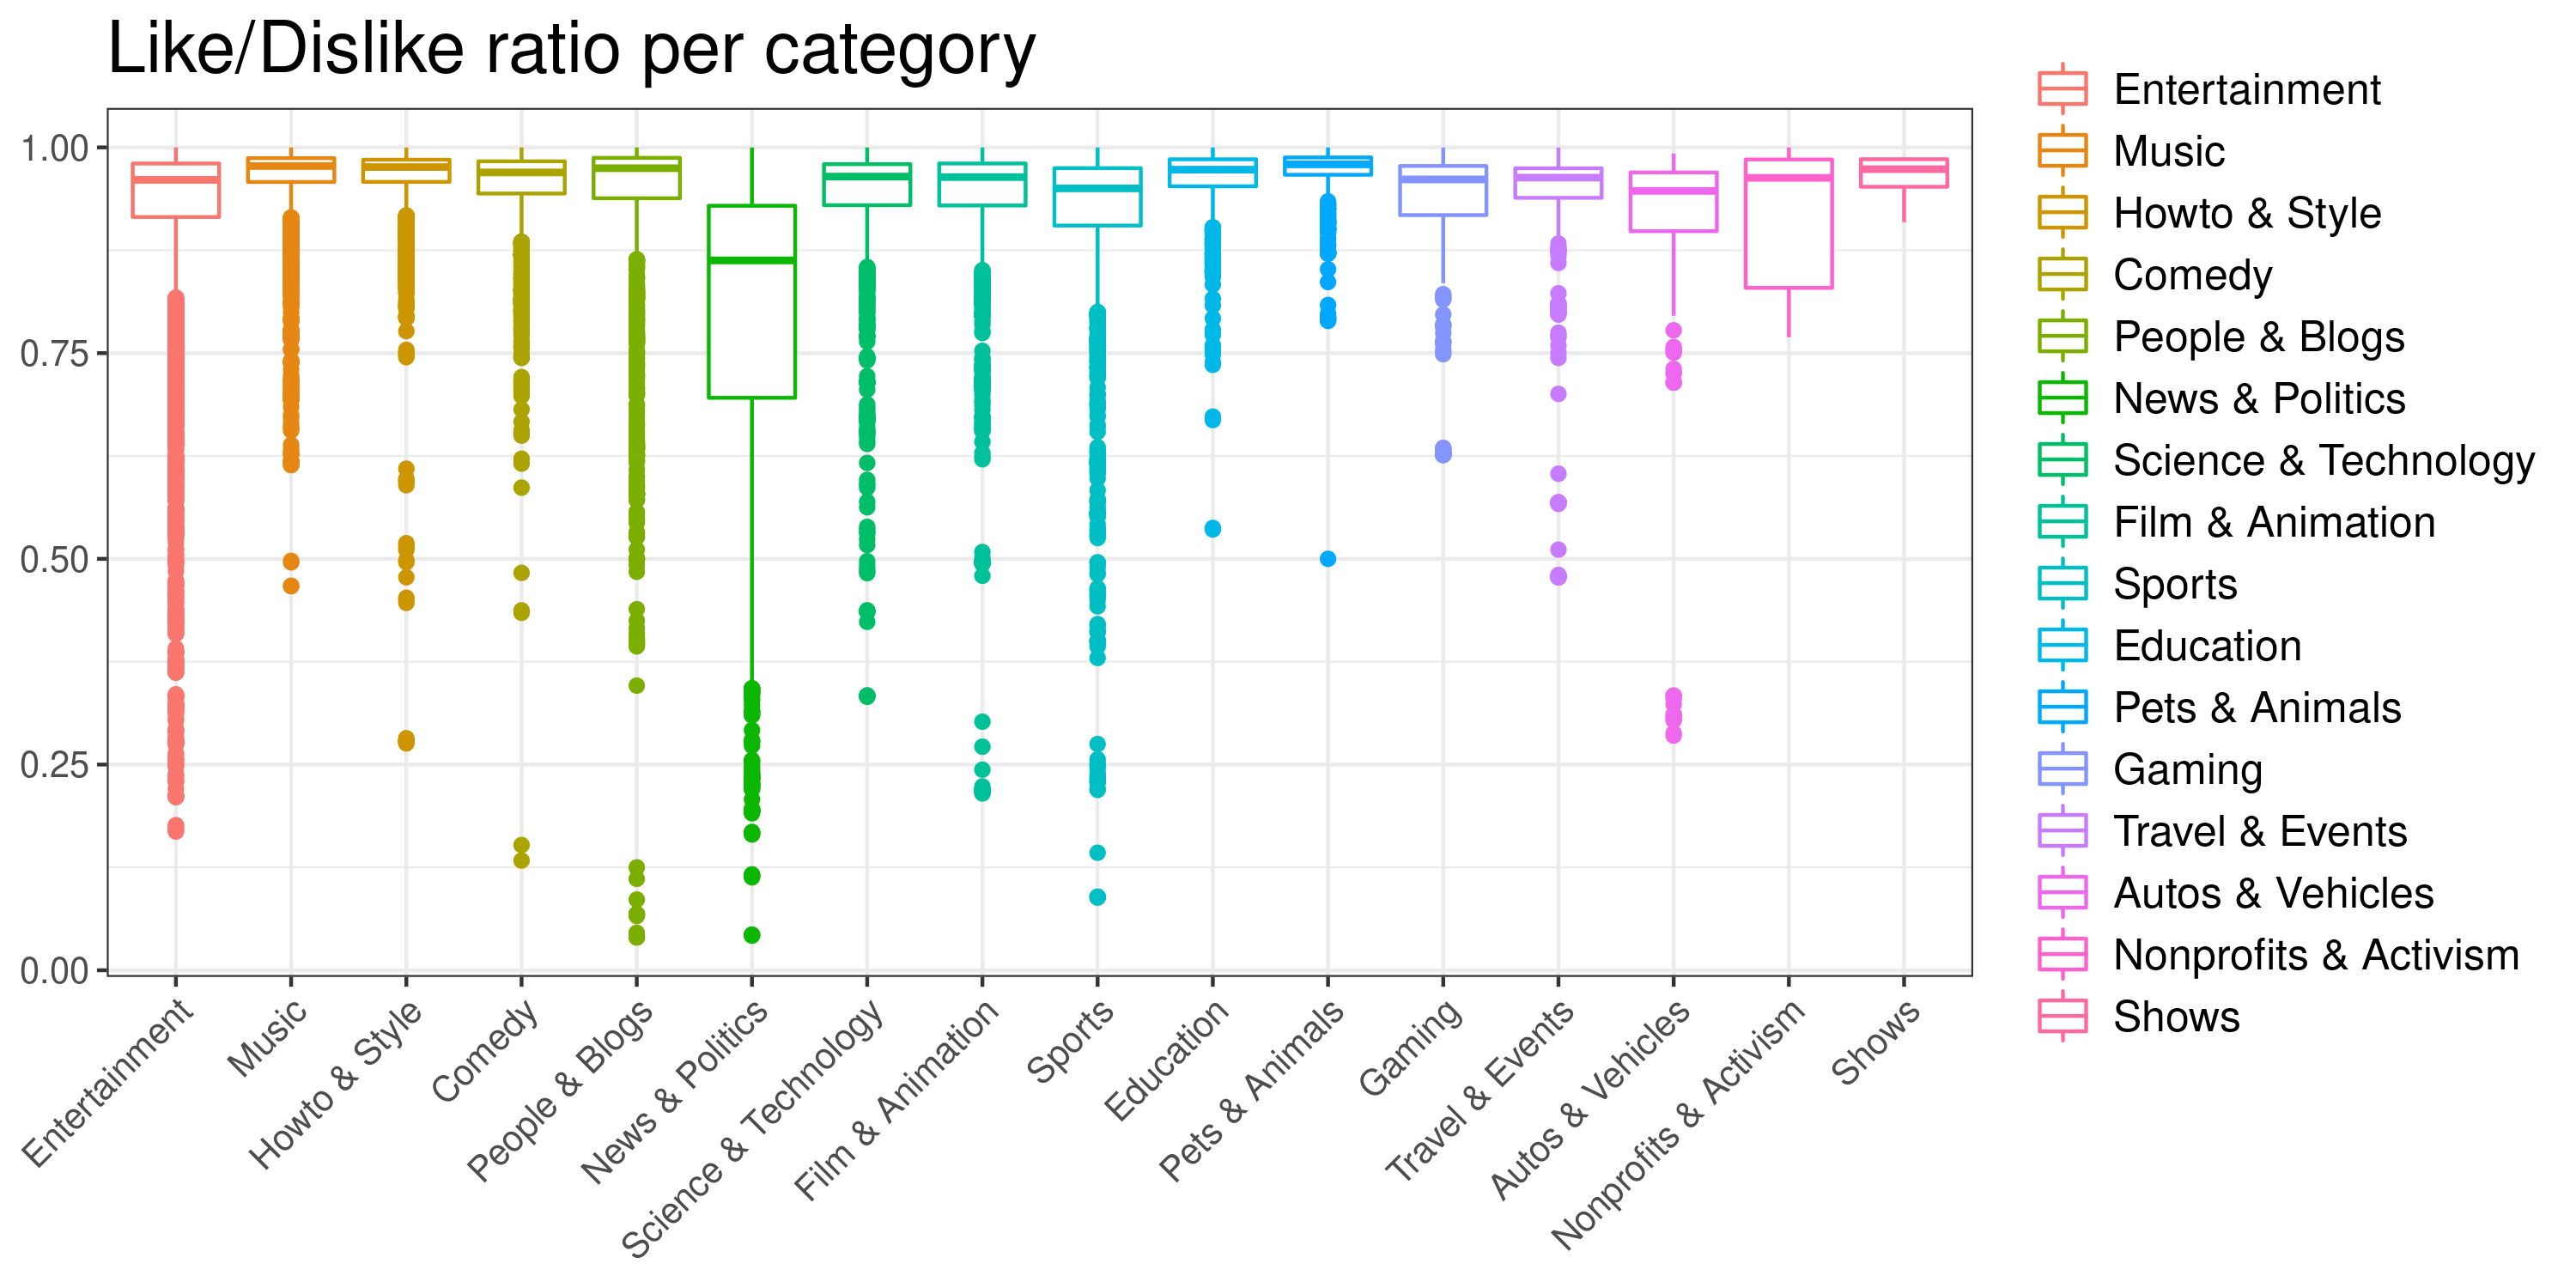 Like/Dislike ratio per category
1.00
0.75
0.50
0.25
0.00
Entertainment
Music
Howto & Style
Comedy
People & Blogs
News & Politics
Science & Technology
Film & Animation
Sports
Education
Pets & Animals
Gaming
Travel & Events
Autos & Vehicles
Nonprofits & Activism
Shows
Entertainment
Music
Howto & Style
Comedy
People & Blogs
News & Politics
Science & Technology
Film & Animation
Sports
Education
Pets & Animals
Gaming
Travel & Events
Autos & Vehicles
Nonprofits & Activism
Shows